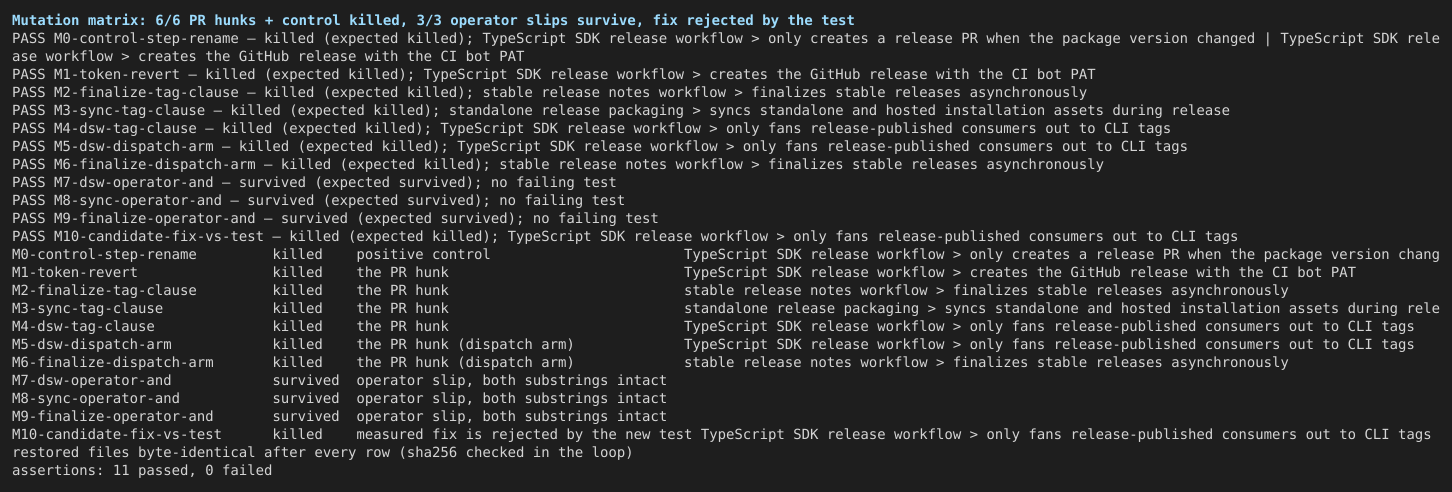 Mutation matrix: 6/6 PR hunks + control killed, 3/3 operator slips survive, fix rejected by the test
PASS M0-control-step-rename — killed (expected killed); TypeScript SDK release workflow > only creates a release PR when the package version changed | TypeScript SDK rele
ase workflow > creates the GitHub release with the CI bot PAT
PASS M1-token-revert — killed (expected killed); TypeScript SDK release workflow > creates the GitHub release with the CI bot PAT
PASS M2-finalize-tag-clause — killed (expected killed); stable release notes workflow > finalizes stable releases asynchronously
PASS M3-sync-tag-clause — killed (expected killed); standalone release packaging > syncs standalone and hosted installation assets during release
PASS M4-dsw-tag-clause — killed (expected killed); TypeScript SDK release workflow > only fans release-published consumers out to CLI tags
PASS M5-dsw-dispatch-arm — killed (expected killed); TypeScript SDK release workflow > only fans release-published consumers out to CLI tags
PASS M6-finalize-dispatch-arm — killed (expected killed); stable release notes workflow > finalizes stable releases asynchronously
PASS M7-dsw-operator-and — survived (expected survived); no failing test
PASS M8-sync-operator-and — survived (expected survived); no failing test
PASS M9-finalize-operator-and — survived (expected survived); no failing test
PASS M10-candidate-fix-vs-test — killed (expected killed); TypeScript SDK release workflow > only fans release-published consumers out to CLI tags
M0-control-step-rename killed positive control TypeScript SDK release workflow > only creates a release PR when the package version chang
M1-token-revert killed the PR hunk TypeScript SDK release workflow > creates the GitHub release with the CI bot PAT
M2-finalize-tag-clause killed the PR hunk stable release notes workflow > finalizes stable releases asynchronously
M3-sync-tag-clause killed the PR hunk standalone release packaging > syncs standalone and hosted installation assets during rele
M4-dsw-tag-clause killed the PR hunk TypeScript SDK release workflow > only fans release-published consumers out to CLI tags
M5-dsw-dispatch-arm killed the PR hunk (dispatch arm) TypeScript SDK release workflow > only fans release-published consumers out to CLI tags
M6-finalize-dispatch-arm killed the PR hunk (dispatch arm) stable release notes workflow > finalizes stable releases asynchronously
M7-dsw-operator-and survived operator slip, both substrings intact
M8-sync-operator-and survived operator slip, both substrings intact
M9-finalize-operator-and survived operator slip, both substrings intact
M10-candidate-fix-vs-test killed measured fix is rejected by the new test TypeScript SDK release workflow > only fans release-published consumers out to CLI tags
restored files byte-identical after every row (sha256 checked in the loop)
assertions: 11 passed, 0 failed